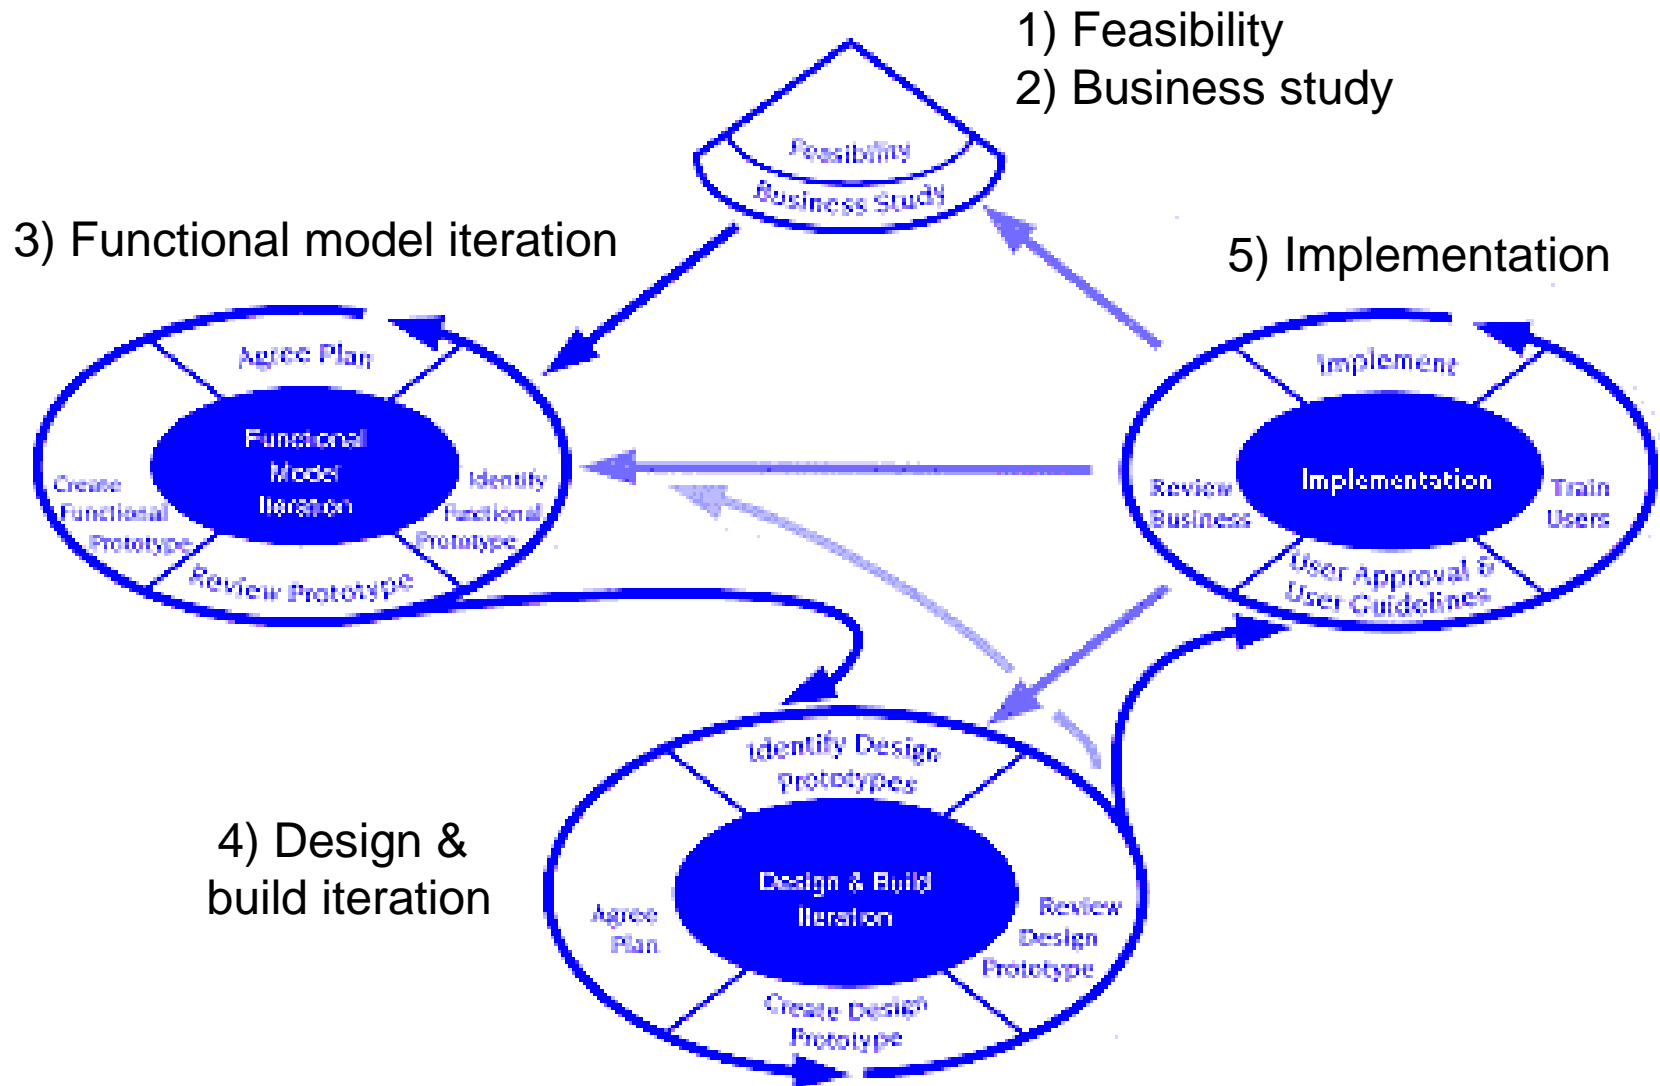 1) Feasibility
2) Business study
Feasibility
Business Study
3) Functional model iteration
5) Implementation
Agree Plan
Functional
Model
Iteration
Create
Functional
Prototype
Identify
Functional
Prototype
Review Prototype
Implement
Implementation
Review
Business
Train
Users
User Approval &
User Guidelines
Identify Design
Prototypes
4) Design &
build iteration
Design & Build
Iteration
Agree
Plan
Review
Design
Prototype
Create Design
Prototype